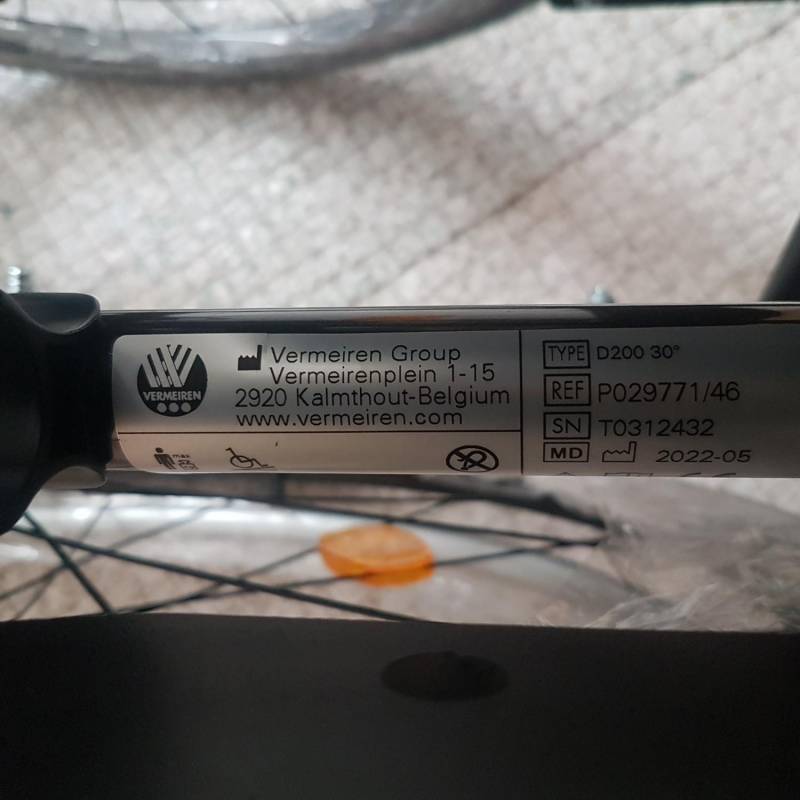 VERMEIREN
Vermeiren Group
Vermeirenplein 1-15
2920 Kalmthout-Belgium
www.vermeiren.com
max
TYPE D200 30°
REF P029771/46
SN T0312432
MD 2022-05